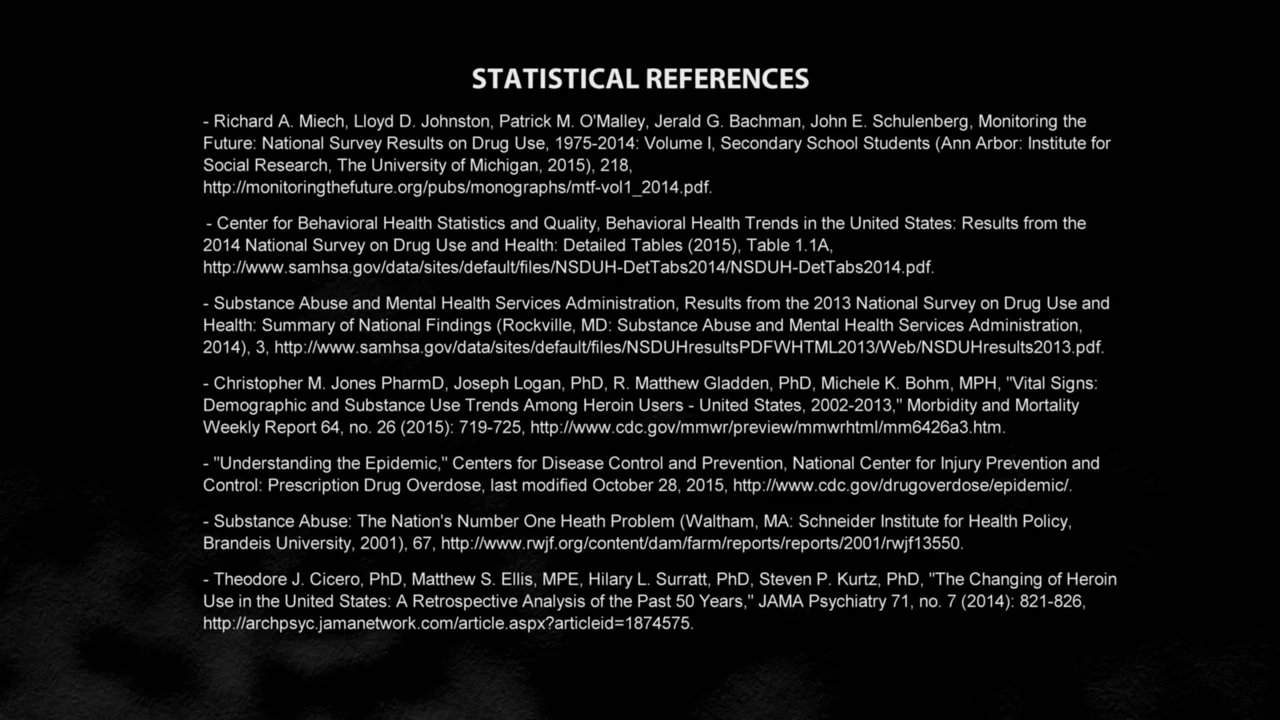 STATISTICAL REFERENCES
- Richard A. Miech, Lloyd D. Johnston, Patrick M. O'Malley, Jerald G. Bachman, John E. Schulenberg, Monitoring the
Future: National Survey Results on Drug Use, 1975-2014: Volume I, Secondary School Students (Ann Arbor: Institute for
Social Research, The University of Michigan, 2015), 218,
http://monitoringthefuture.org/pubs/monographs/mtf-vol1_2014.pdf.
- Center for Behavioral Health Statistics and Quality, Behavioral Health Trends in the United States: Results from the
2014 National Survey on Drug Use and Health: Detailed Tables (2015), Table 1.1A,
http://www.samhsa.gov/data/sites/default/files/NSDUH-DetTabs2014/NSDUH-DetTabs2014.pdf.
- Substance Abuse and Mental Health Services Administration, Results from the 2013 National Survey on Drug Use and
Health: Summary of National Findings (Rockville, MD: Substance Abuse and Mental Health Services Administration,
2014), 3, http://www.samhsa.gov/data/sites/default/files/NSDUHresultsPDFWHTML2013/Web/NSDUHresults2013.pdf.
- Christopher M. Jones PharmD, Joseph Logan, PhD, R. Matthew Gladden, PhD, Michele K. Bohm, MPH, "Vital Signs:
Demographic and Substance Use Trends Among Heroin Users - United States, 2002-2013," Morbidity and Mortality
Weekly Report 64, no. 26 (2015): 719-725, http://www.cdc.gov/mmwr/preview/mmwrhtml/mm6426a3.htm.
- "Understanding the Epidemic," Centers for Disease Control and Prevention, National Center for Injury Prevention and
Control: Prescription Drug Overdose, last modified October 28, 2015, http://www.cdc.gov/drugoverdose/epidemic/.
- Substance Abuse: The Nation's Number One Heath Problem (Waltham, MA: Schneider Institute for Health Policy,
Brandeis University, 2001), 67, http://www.rwjf.org/content/dam/farm/reports/reports/2001/rwjf13550.
- Theodore J. Cicero, PhD, Matthew S. Ellis, MPE, Hilary L. Surratt, PhD, Steven P. Kurtz, PhD, "The Changing of Heroin
Use in the United States: A Retrospective Analysis of the Past 50 Years," JAMA Psychiatry 71, no. 7 (2014): 821-826,
http://archpsyc.jamanetwork.com/article.aspx?articleid=1874575.